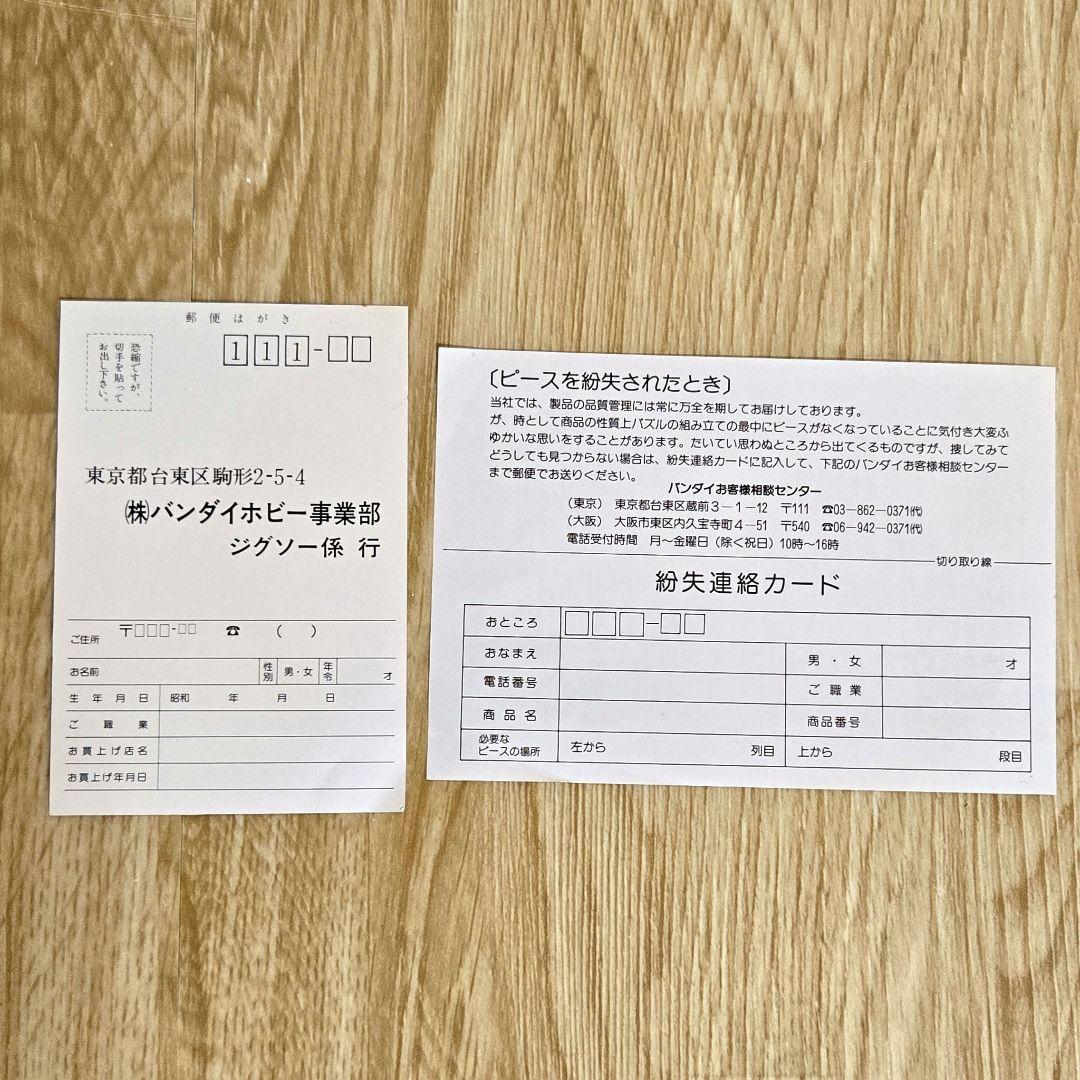 郵便はがき
恐縮ですが、
切手を貼って
お出し下さい。
111-□□
東京都台東区駒形2-5-4
㈱バンダイホビー事業部
ジグソー係 行
ご住所 〒□□□-□□ ☎ ( )
お名前 性別 男・女 年令 才
生年月日 昭和 年 月 日
ご職業
お買上げ店名
お買上げ年月日
〔ピースを紛失されたとき〕
当社では、製品の品質管理には常に万全を期してお届けしております。
が、時として商品の性質上パズルの組み立ての最中にピースがなくなっていることに気付き大変ふ
ゆかいな思いをすることがあります。たいてい思わぬところから出てくるものですが、捜してみて
どうしても見つからない場合は、紛失連絡カードに記入して、下記のバンダイお客様相談センター
まで郵便でお送りください。
バンダイお客様相談センター
(東京) 東京都台東区蔵前3-1-12 〒111 ☎03-862-0371㈹
(大阪) 大阪市東区内久宝寺町4-51 〒540 ☎06-942-0371㈹
電話受付時間 月〜金曜日(除く祝日)10時〜16時
切り取り線
紛失連絡カード
おところ □□□-□□
おなまえ 男・女 才
電話番号 ご職業
商品名 商品番号
必要な
ピースの場所 左から 列目 上から 段目